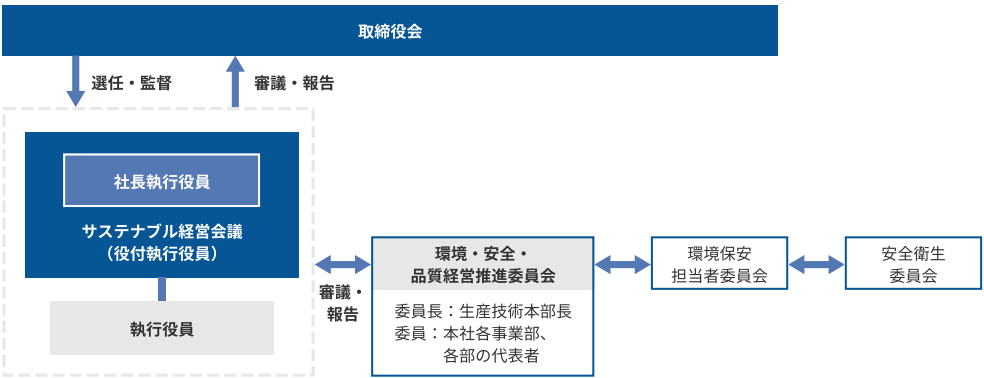 取締役会
選任・監督
審議・報告
社長執行役員
サステナブル経営会議
（役付執行役員）
執行役員
審議・
報告
環境・安全・
品質経営推進委員会
委員長：生産技術本部長
委員：本社各事業部、
各部の代表者
環境保安
担当者委員会
安全衛生
委員会